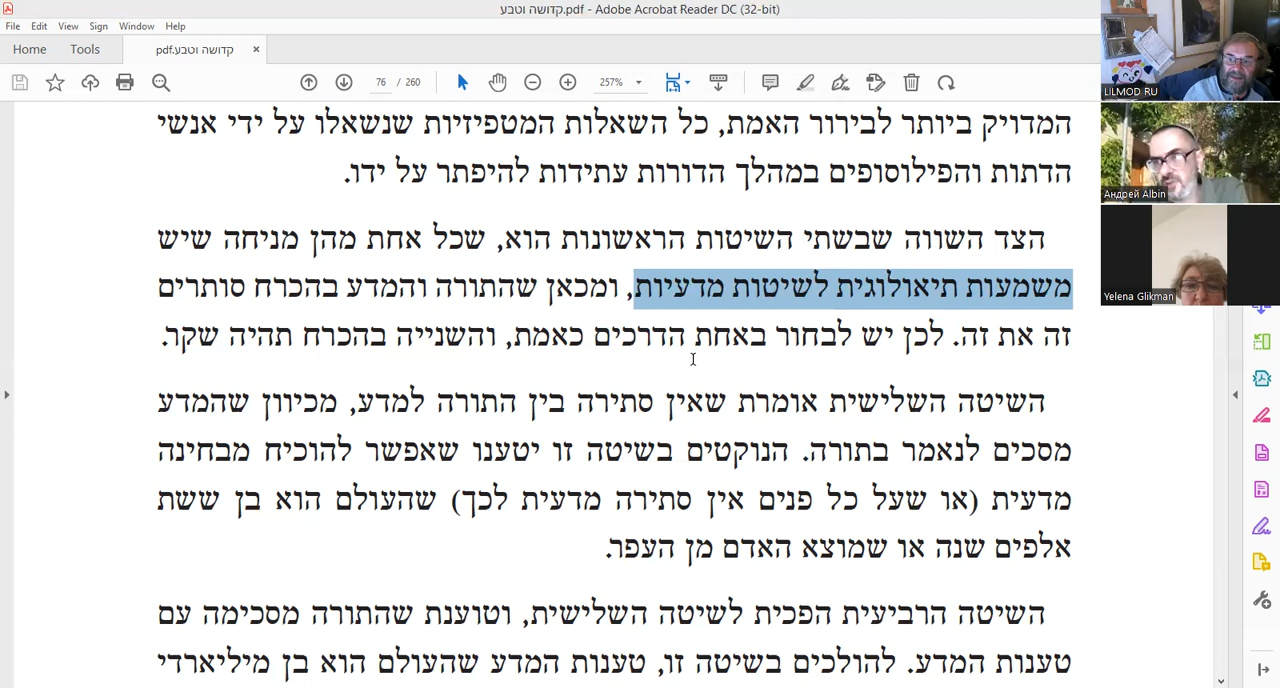 קדושה וטבע.pdf - Adobe Acrobat Reader DC (32-bit)
File Edit View Sign Window Help
Home Tools קדושה וטבע.pdf ×
76 / 260 257%
המדויק ביותר לבירור האמת, כל השאלות המטפיזיות שנשאלו על ידי אנשי
הדתות והפילוסופים במהלך הדורות עתידות להיפתר על ידו.
הצד השווה שבשתי השיטות הראשונות הוא, שכל אחת מהן מניחה שיש
משמעות תיאולוגית לשיטות מדעיות, ומכאן שהתורה והמדע בהכרח סותרים
זה את זה. לכן יש לבחור באחת הדרכים כאמת, והשנייה בהכרח תהיה שקר.
השיטה השלישית אומרת שאין סתירה בין התורה למדע, מכיוון שהמדע
מסכים לנאמר בתורה. הנוקטים בשיטה זו יטענו שאפשר להוכיח מבחינה
מדעית (או שעל כל פנים אין סתירה מדעית לכך) שהעולם הוא בן ששת
אלפים שנה או שמוצא האדם מן העפר.
השיטה הרביעית הפכית לשיטה השלישית, וטוענת שהתורה מסכימה עם
טענות המדע. להולכים בשיטה זו, טענות המדע שהעולם הוא בן מיליארדי
LILMOD RU
Андрей Albin
Yelena Glikman